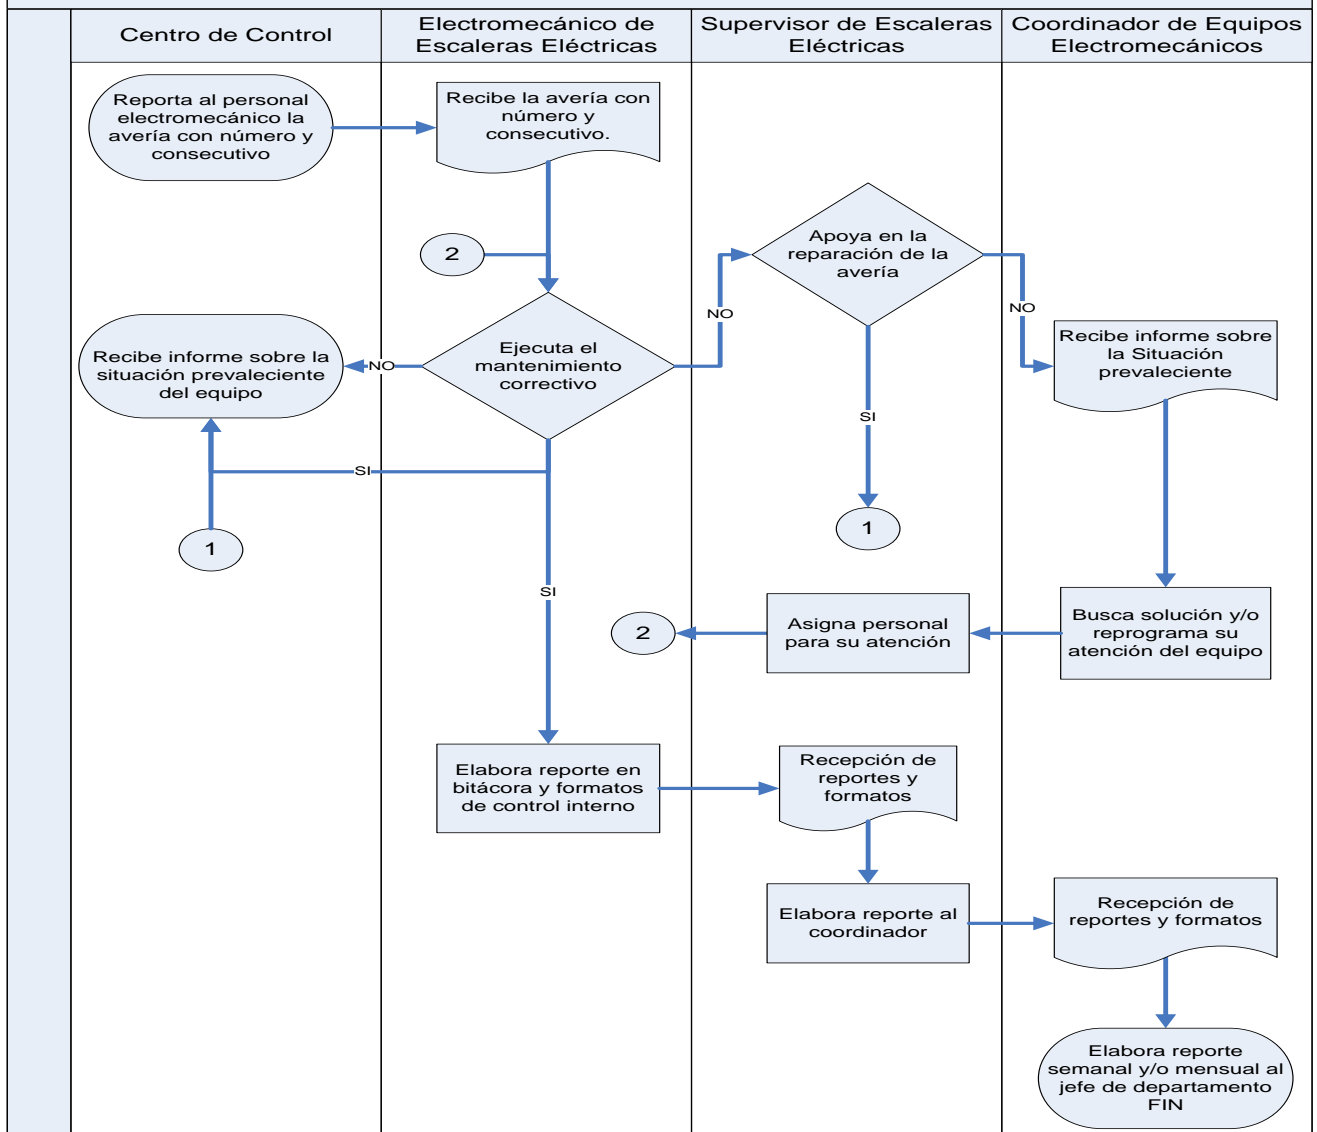 Centro de Control
Electromecánico de
Escaleras Eléctricas
Supervisor de Escaleras
Eléctricas
Coordinador de Equipos
Electromecánicos
Reporta al personal
electromecánico la
avería con número y
consecutivo
Recibe la avería con
número y
consecutivo.
2
Apoya en la
reparación de la
avería
NO
NO
Recibe informe sobre
la Situación
prevaleciente
Recibe informe sobre la
situación prevaleciente
del equipo
NO
Ejecuta el
mantenimiento
correctivo
SI
SI
1
1
SI
2
Asigna personal
para su atención
Busca solución y/o
reprograma su
atención del equipo
Elabora reporte en
bitácora y formatos
de control interno
Recepción de
reportes y
formatos
Elabora reporte al
coordinador
Recepción de
reportes y formatos
Elabora reporte
semanal y/o mensual al
jefe de departamento
FIN